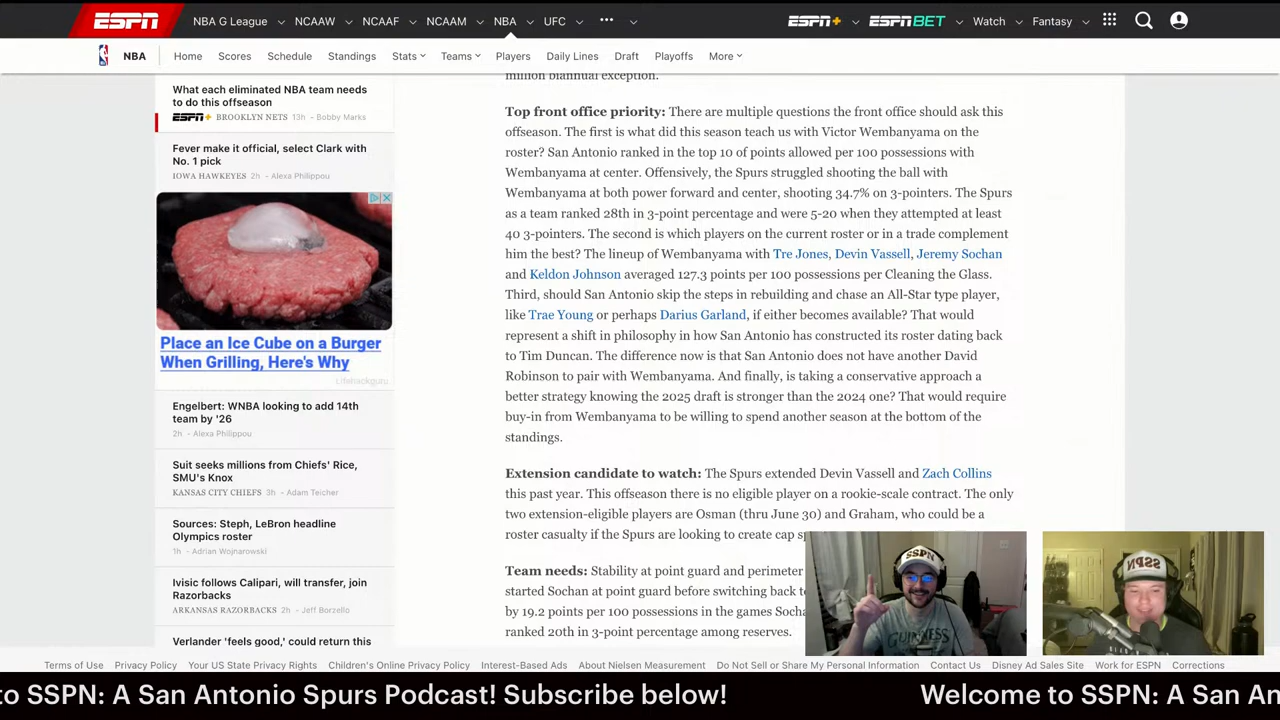 ESPN
NBA G League
NCAAW
NCAAF
NCAAM
NBA
UFC
ESPN+
ESPN BET
Watch
Fantasy
NBA
Home
Scores
Schedule
Standings
Stats
Teams
Players
Daily Lines
Draft
Playoffs
More
What each eliminated NBA team needs
to do this offseason
ESPN+ BROOKLYN NETS 13h - Bobby Marks
Fever make it official, select Clark with
No. 1 pick
IOWA HAWKEYES 2h - Alexa Philippou
Place an Ice Cube on a Burger
When Grilling, Here's Why
Lifehackguru
Engelbert: WNBA looking to add 14th
team by '26
2h - Alexa Philippou
Suit seeks millions from Chiefs' Rice,
SMU's Knox
KANSAS CITY CHIEFS 3h - Adam Teicher
Sources: Steph, LeBron headline
Olympics roster
1h - Adrian Wojnarowski
Ivisic follows Calipari, will transfer, join
Razorbacks
ARKANSAS RAZORBACKS 2h - Jeff Borzello
Verlander 'feels good,' could return this
million biannual exception.
Top front office priority: There are multiple questions the front office should ask this
offseason. The first is what did this season teach us with Victor Wembanyama on the
roster? San Antonio ranked in the top 10 of points allowed per 100 possessions with
Wembanyama at center. Offensively, the Spurs struggled shooting the ball with
Wembanyama at both power forward and center, shooting 34.7% on 3-pointers. The Spurs
as a team ranked 28th in 3-point percentage and were 5-20 when they attempted at least
40 3-pointers. The second is which players on the current roster or in a trade complement
him the best? The lineup of Wembanyama with Tre Jones, Devin Vassell, Jeremy Sochan
and Keldon Johnson averaged 127.3 points per 100 possessions per Cleaning the Glass.
Third, should San Antonio skip the steps in rebuilding and chase an All-Star type player,
like Trae Young or perhaps Darius Garland, if either becomes available? That would
represent a shift in philosophy in how San Antonio has constructed its roster dating back
to Tim Duncan. The difference now is that San Antonio does not have another David
Robinson to pair with Wembanyama. And finally, is taking a conservative approach a
better strategy knowing the 2025 draft is stronger than the 2024 one? That would require
buy-in from Wembanyama to be willing to spend another season at the bottom of the
standings.
Extension candidate to watch: The Spurs extended Devin Vassell and Zach Collins
this past year. This offseason there is no eligible player on a rookie-scale contract. The only
two extension-eligible players are Osman (thru June 30) and Graham, who could be a
roster casualty if the Spurs are looking to create cap
Team needs: Stability at point guard and perimeter
started Sochan at point guard before switching back
by 19.2 points per 100 possessions in the games
ranked 20th in 3-point percentage among reserves.
SSPN
GUINNESS
SSPN
Terms of Use
Privacy Policy
Your US State Privacy Rights
Children's Online Privacy Policy
Interest-Based Ads
About Nielsen Measurement
Do Not Sell or Share My Personal Information
Contact Us
Disney Ad Sales Site
Work for ESPN
Corrections
to SSPN: A San Antonio Spurs Podcast! Subscribe below!
Welcome to SSPN: A San An